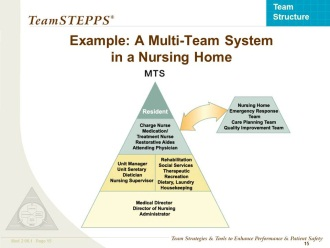 TeamSTEPPS®
Team
Structure
Example: A Multi-Team System
in a Nursing Home
MTS
Resident
Charge Nurse
Medication/
Treatment Nurse
Restorative Aides
Attending Physician
Nursing Home
Emergency Response
Team
Care Planning Team
Quality Improvement Team
Unit Manager
Unit Seretary
Dietician
Nursing Supervisor
Rehabilitation
Social Services
Therapeutic
Recreation
Dietary, Laundry
Housekeeping
Medical Director
Director of Nursing
Administrator
Team Strategies & Tools to Enhance Performance & Patient Safety
15